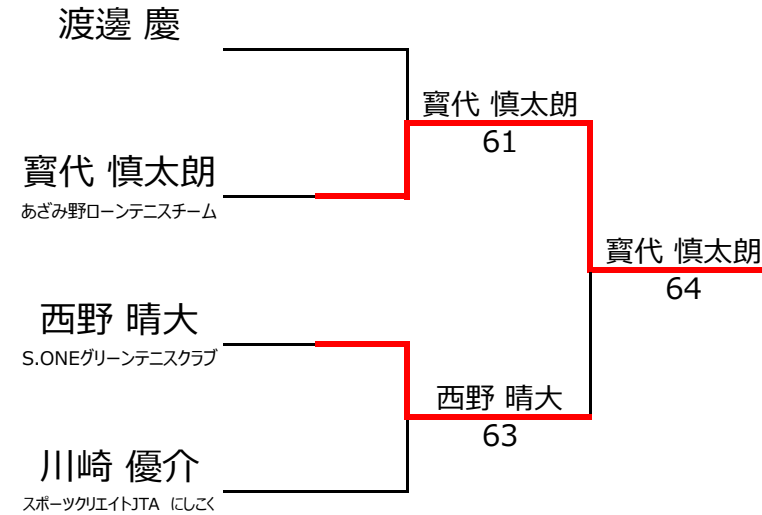 渡邊 慶
寳代 慎太朗
61
寳代 慎太朗
あざみ野ローンテニスチーム
寳代 慎太朗
64
西野 晴大
S.ONEグリーンテニスクラブ
西野 晴大
63
川崎 優介
スポーツクリエイトJTA にしこく